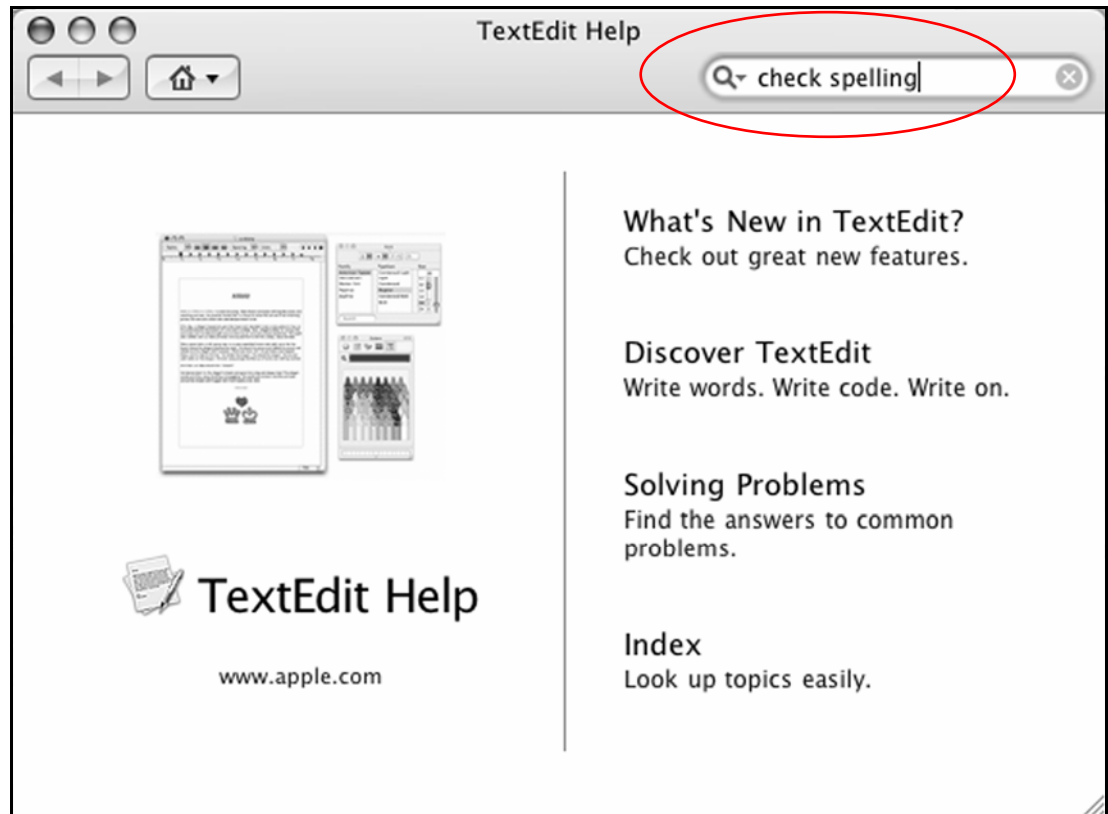 TextEdit Help
check spelling
What's New in TextEdit?
Check out great new features.
Discover TextEdit
Write words. Write code. Write on.
Solving Problems
Find the answers to common
problems.
Index
Look up topics easily.
TextEdit Help
www.apple.com